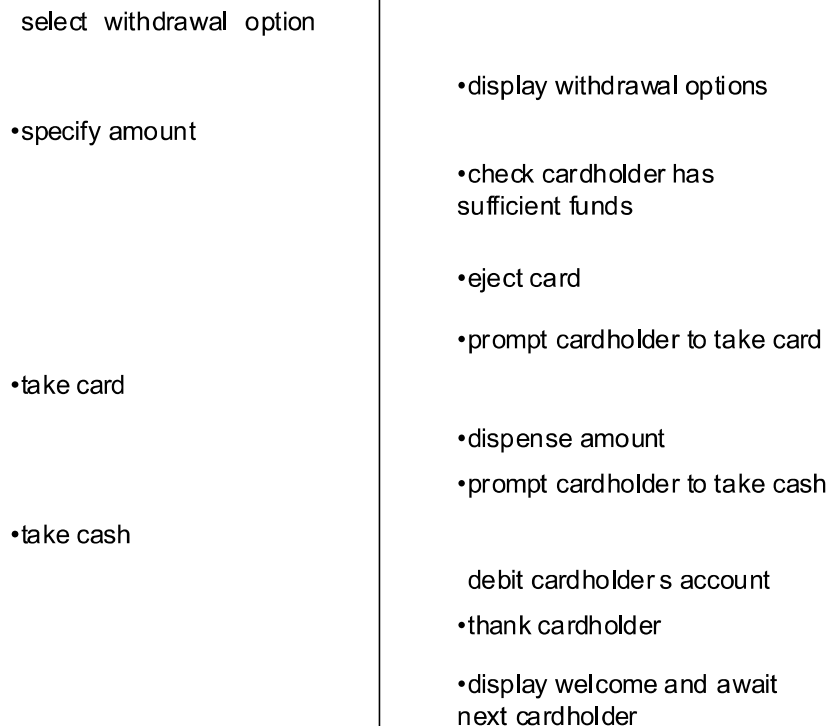 select withdrawal option
•display withdrawal options
•specify amount
•check cardholder has
sufficient funds
•eject card
•prompt cardholder to take card
•take card
•dispense amount
•prompt cardholder to take cash
•take cash
debit cardholder s account
•thank cardholder
•display welcome and await
next cardholder